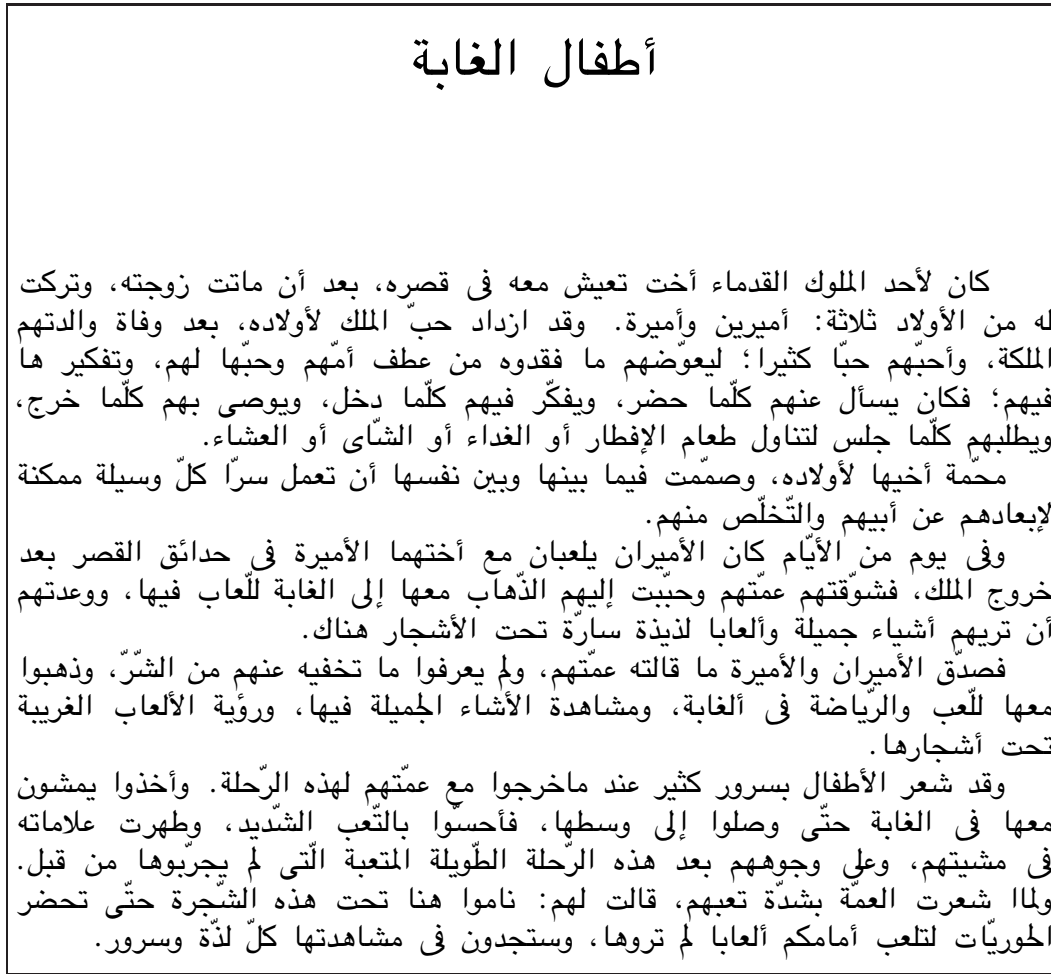 أطفال الغابة
كان لأحد الملوك القدماء أخت تعيش معه فى قصره، بعد أن ماتت زوجته، وتركت
له من الأولاد ثلاثة: أميرين وأميرة. وقد ازداد حبّ الملك لأولاده، بعد وفاة والدتهم
الملكة، وأحبّهم حبّا كثيرا؛ ليعوّضهم ما فقدوه من عطف أمّهم وحبّها لهم، وتفكير ها
فيهم؛ فكان يسأل عنهم كلّما حضر، ويفكّر فيهم كلّما دخل، ويوصى بهم كلّما خرج،
ويطلبهم كلّما جلس لتناول طعام الإفطار أو الغداء أو الشّاى أو العشاء.
محّمة أخيها لأولاده، وصمّمت فيما بينها وبين نفسها أن تعمل سرّا كلّ وسيلة ممكنة
لإبعادهم عن أبيهم والتّخلّص منهم.
وفى يوم من الأيّام كان الأميران يلعبان مع أختهما الأميرة فى حدائق القصر بعد
خروج الملك، فشوّقتهم عمّتهم وحبّبت إليهم الذّهاب معها إلى الغابة للّعاب فيها، ووعدتهم
أن تريهم أشياء جميلة وألعابا لذيذة سارّة تحت الأشجار هناك.
فصدّق الأميران والأميرة ما قالته عمّتهم، ولم يعرفوا ما تخفيه عنهم من الشّرّ، وذهبوا
معها للّعب والرّياضة فى ألغابة، ومشاهدة الأشاء الجميلة فيها، ورؤية الألعاب الغريبة
تحت أشجارها.
وقد شعر الأطفال بسرور كثير عند ماخرجوا مع عمّتهم لهذه الرّحلة. وأخذوا يمشون
معها فى الغابة حتّى وصلوا إلى وسطها، فأحسّوا بالتّعب الشّديد، وطهرت علاماته
فى مشيتهم، وعلى وجوههم بعد هذه الرّحلة الطّويلة المتعبة الّتى لم يجرّبوها من قبل.
ولماا شعرت العمّة بشدّة تعبهم، قالت لهم: ناموا هنا تحت هذه الشّجرة حتّى تحضر
الحوريّات لتلعب أمامكم ألعابا لم تروها، وستجدون فى مشاهدتها كلّ لذّة وسرور.